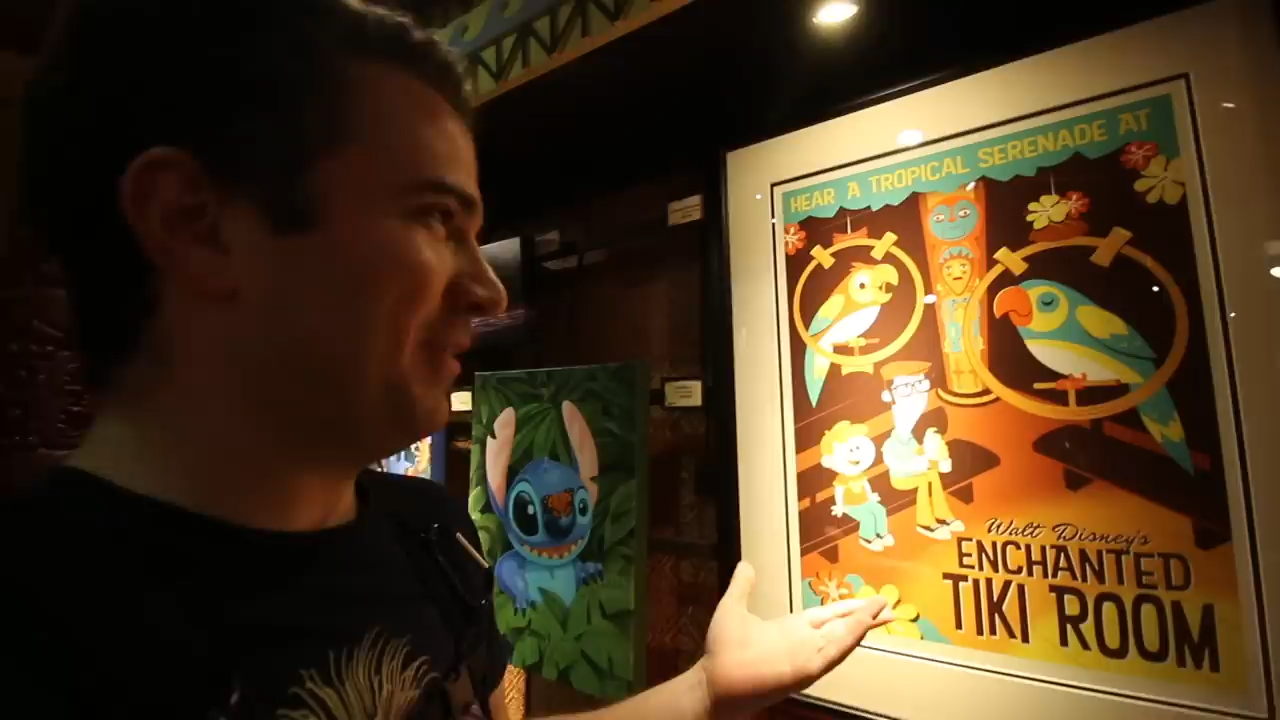 HEAR A TROPICAL SERENADE AT
Walt Disney's
ENCHANTED
TIKI ROOM